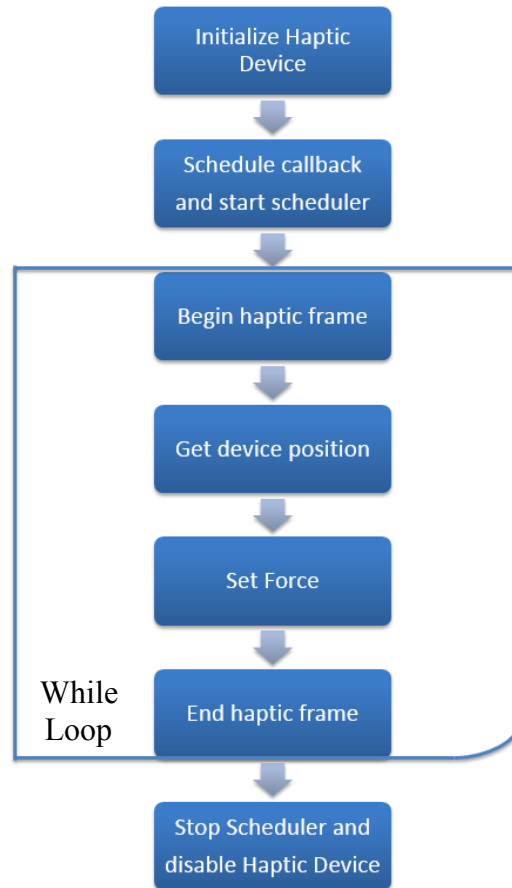 Initialize Haptic
Device
Schedule callback
and start scheduler
Begin haptic frame
Get device position
Set Force
End haptic frame
While
Loop
Stop Scheduler and
disable Haptic Device